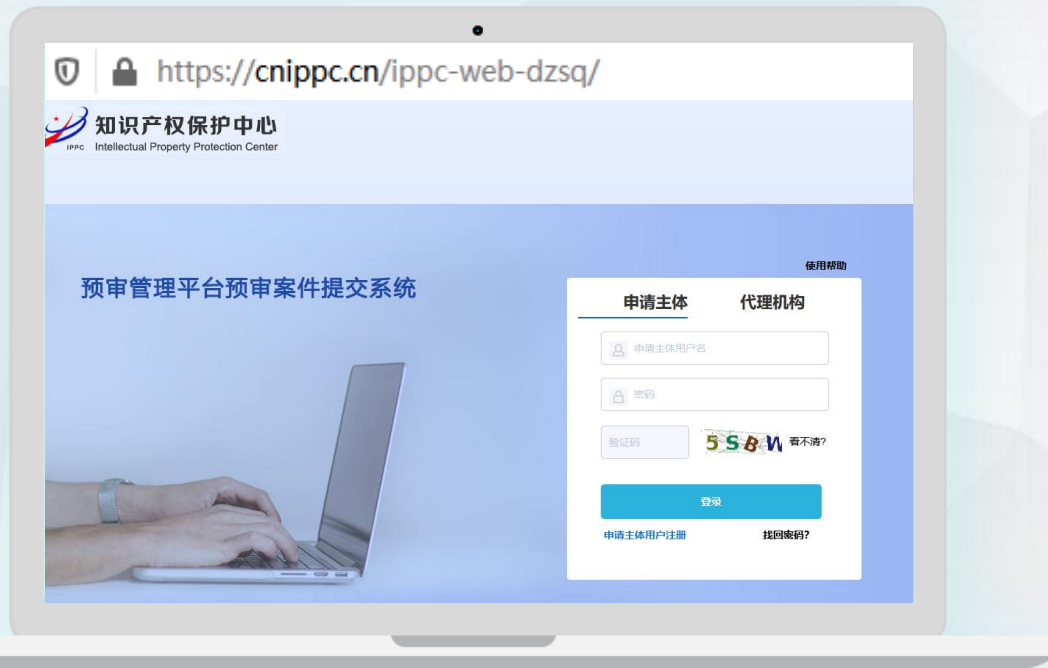 https://cnippc.cn/ippc-web-dzsq/
知识产权保护中心
IPPC Intellectual Property Protection Center
使用帮助
预审管理平台预审案件提交系统
申请主体 代理机构
申请主体用户名
密码
验证码 5SBW 看不清?
登录
申请主体用户注册 找回密码?